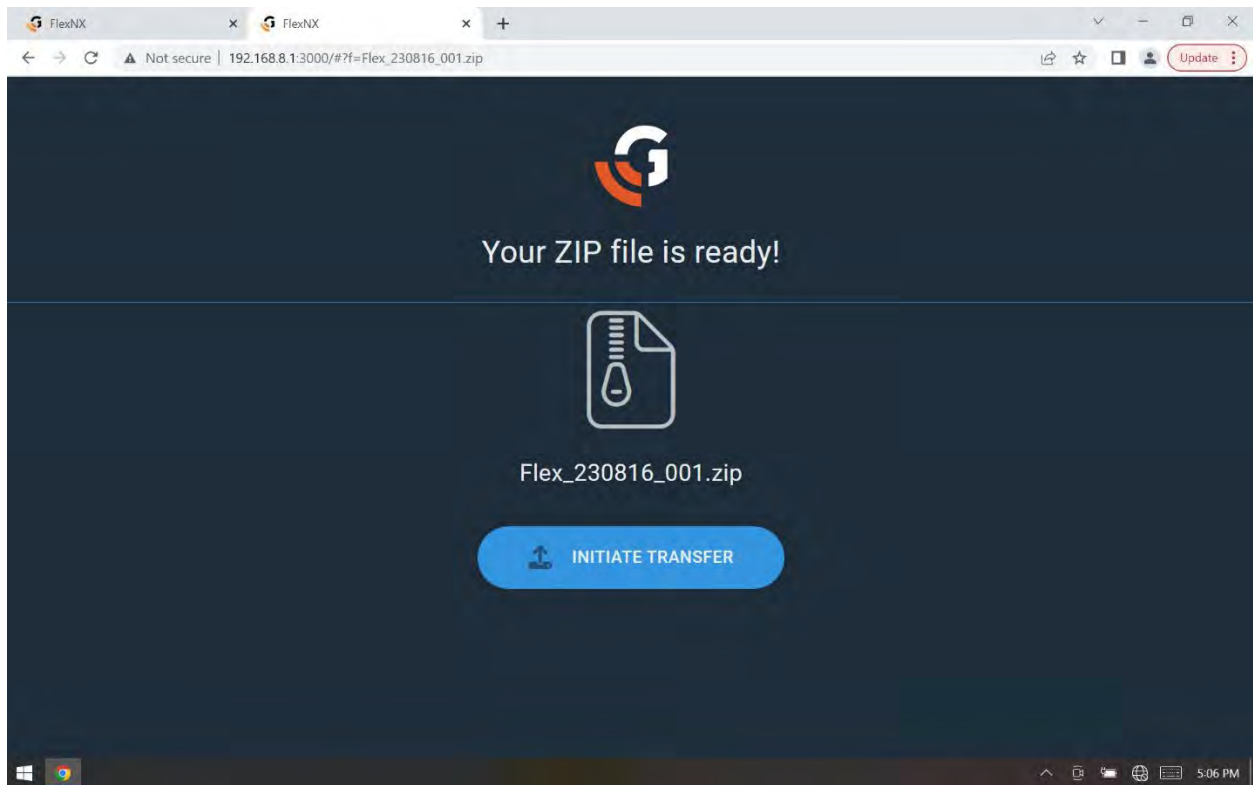 FlexNX
FlexNX
Not secure | 192.168.8.1:3000/#?f=Flex_230816_001.zip
Update
Your ZIP file is ready!
Flex_230816_001.zip
INITIATE TRANSFER
5:06 PM